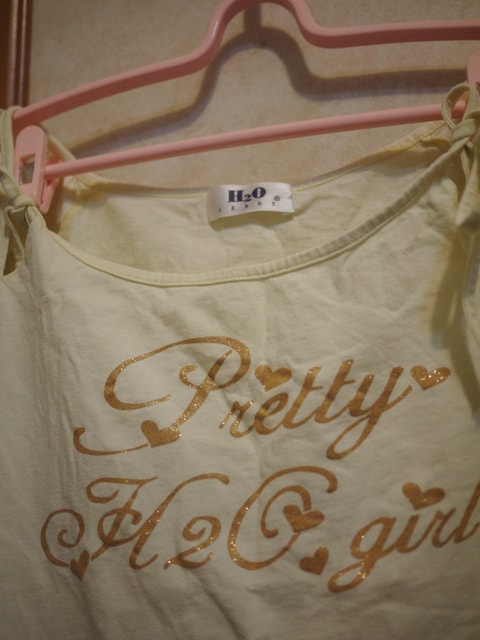 H2O ®
JEANS
Pretty
H2O girl